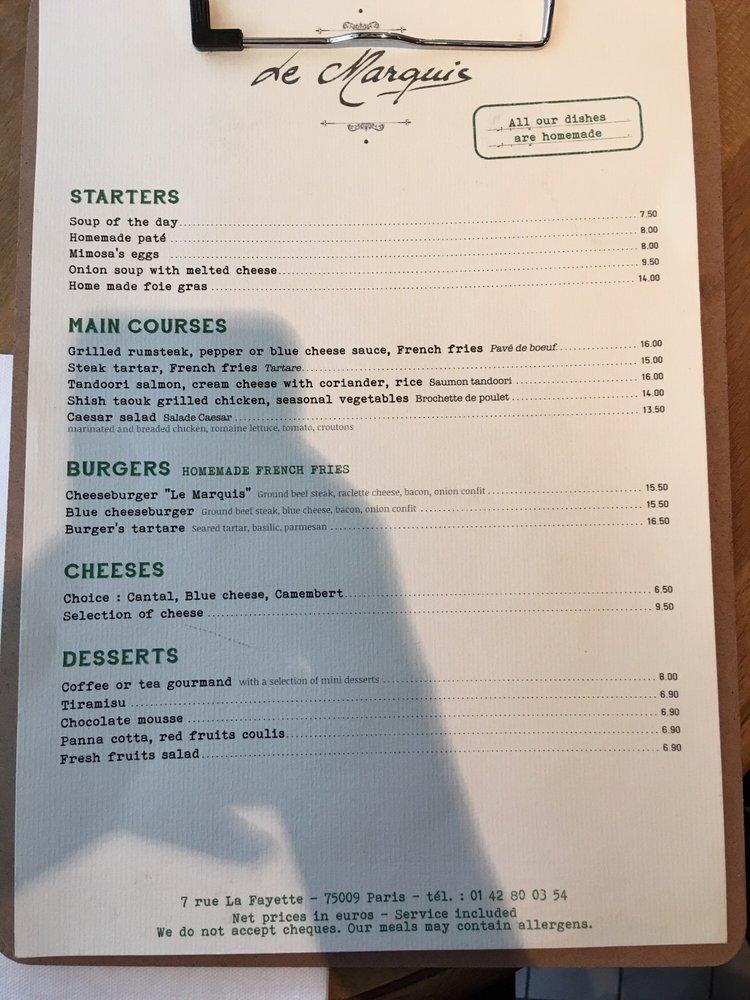 Le Marquis
All our dishes
are homemade
STARTERS
Soup of the day 7.50
Homemade paté 8.00
Mimosa's eggs 8.00
Onion soup with melted cheese 9.50
Home made foie gras 14.00
MAIN COURSES
Grilled rumsteak, pepper or blue cheese sauce, French fries Pavé de boeuf 16.00
Steak tartar, French fries Tartare 15.00
Tandoori salmon, cream cheese with coriander, rice Saumon tandoori 16.00
Shish taouk grilled chicken, seasonal vegetables Brochette de poulet 14.00
Caesar salad Salade Caesar 13.50
marinated and breaded chicken, romaine lettuce, tomato, croutons
BURGERS HOMEMADE FRENCH FRIES
Cheeseburger "Le Marquis" Ground beef steak, raclette cheese, bacon, onion confit 15.50
Blue cheeseburger Ground beef steak, blue cheese, bacon, onion confit 15.50
Burger's tartare Seared tartar, basilic, parmesan 16.50
CHEESES
Choice : Cantal, Blue cheese, Camembert 6.50
Selection of cheese 9.50
DESSERTS
Coffee or tea gourmand with a selection of mini desserts 8.00
Tiramisu 6.90
Chocolate mousse 6.90
Panna cotta, red fruits coulis 6.90
Fresh fruits salad 6.90
7 rue La Fayette - 75009 Paris - tél. : 01 42 80 03 54
Net prices in euros - Service included
We do not accept cheques. Our meals may contain allergens.